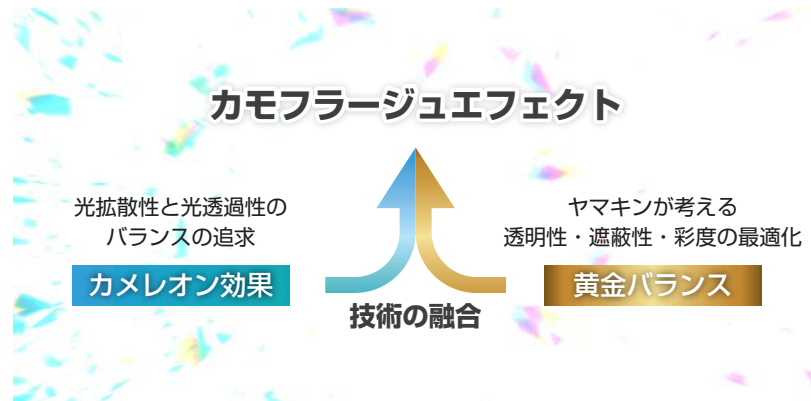 カモフラージュエフェクト
光拡散性と光透過性の
バランスの追求
カメレオン効果
ヤマキンが考える
透明性・遮蔽性・彩度の最適化
黄金バランス
技術の融合